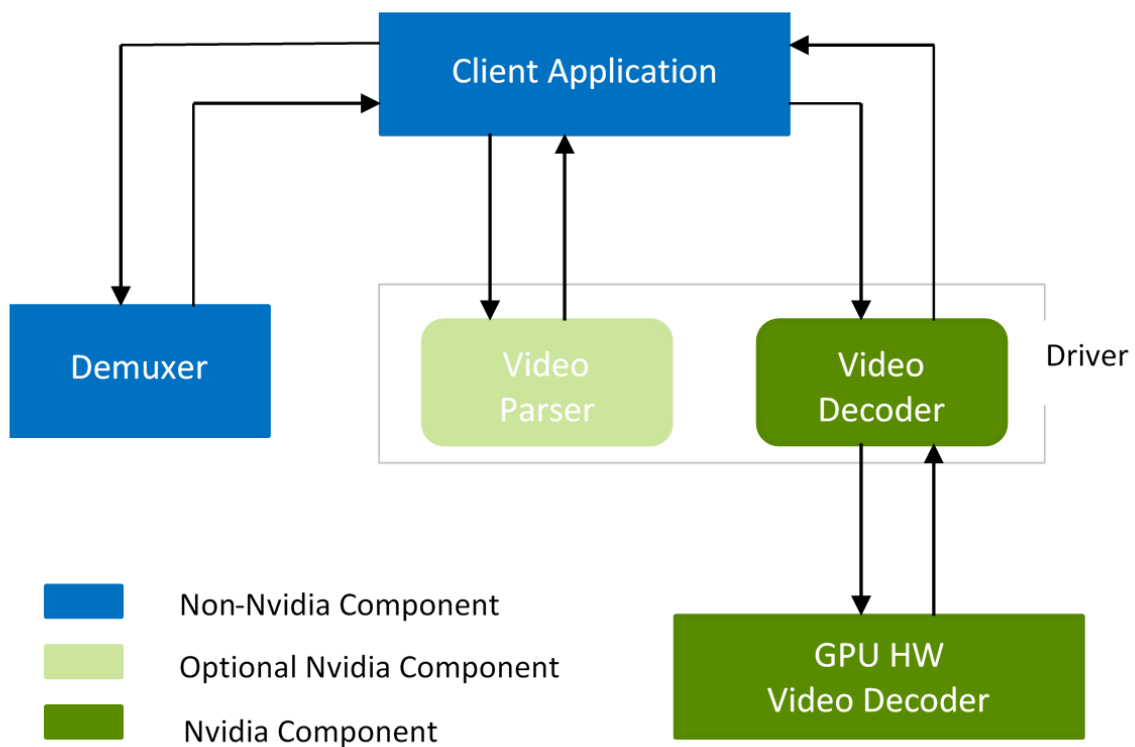 Client Application
Demuxer
Video
Parser
Video
Decoder
Driver
Non-Nvidia Component
Optional Nvidia Component
Nvidia Component
GPU HW
Video Decoder